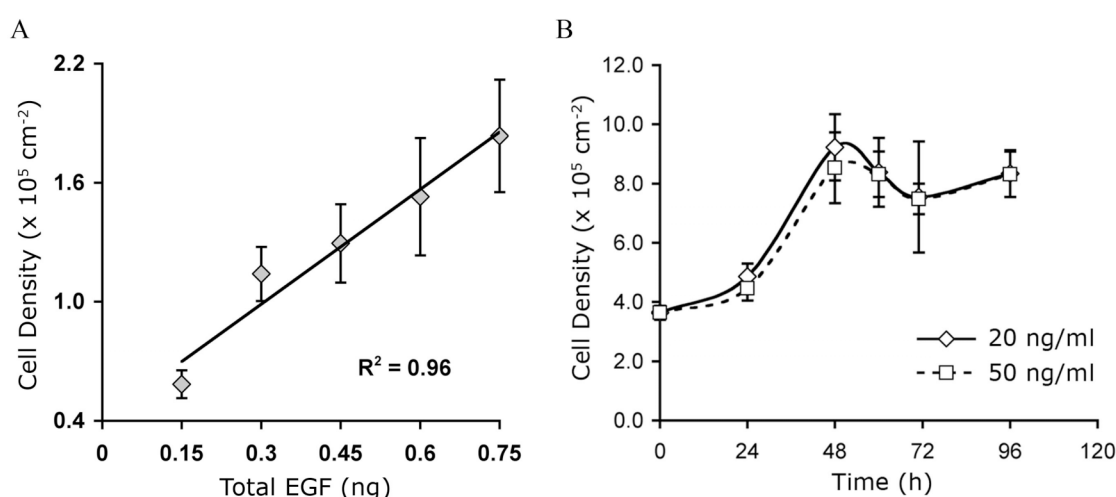 A
2.2
1.6
1.0
0.4
Cell Density (x 10⁵ cm⁻²)
R² = 0.96
0 0.15 0.3 0.45 0.6 0.75
Total EGF (ng)
B
12.0
10.0
8.0
6.0
4.0
2.0
0.0
Cell Density (x 10⁵ cm⁻²)
20 ng/ml
50 ng/ml
0 24 48 72 96 120
Time (h)